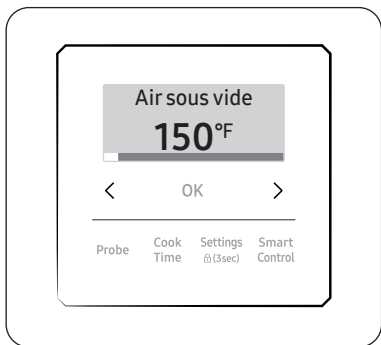 Air sous vide
150°F
< OK >
Probe
Cook Time
Settings
(3sec)
Smart Control